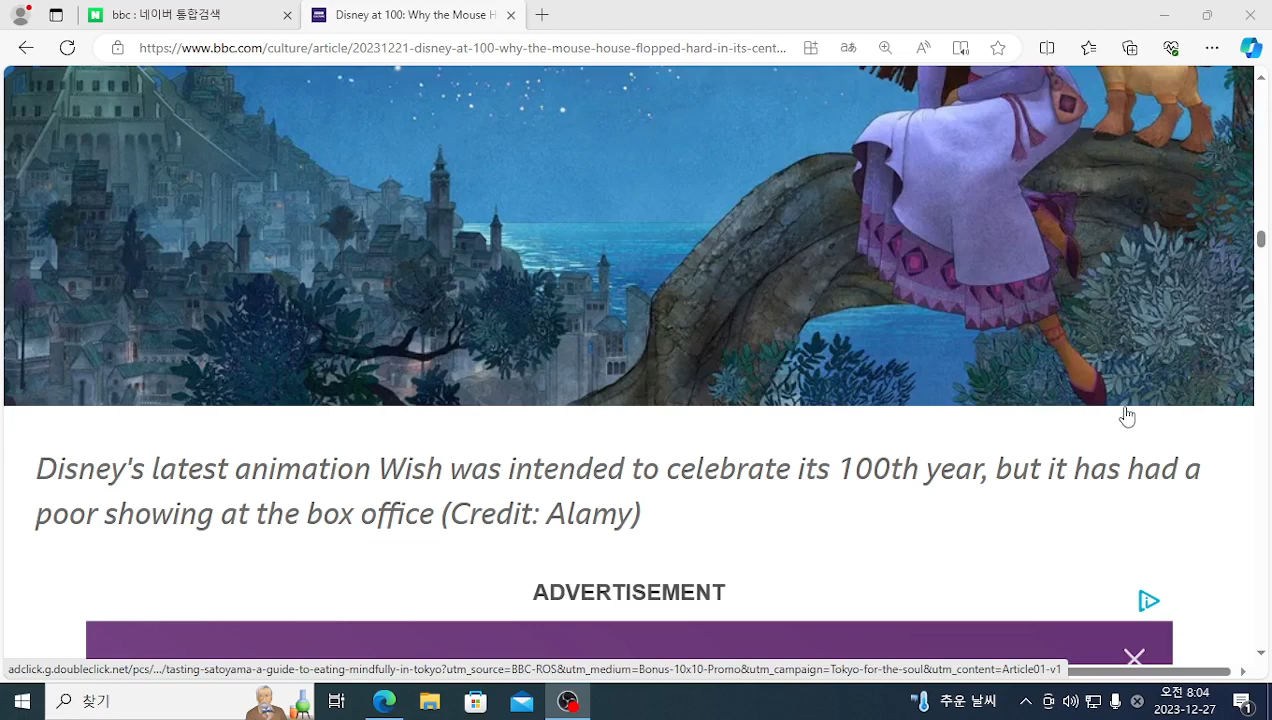 bbc : 네이버 통합검색
Disney at 100: Why the Mouse H
https://www.bbc.com/culture/article/20231221-disney-at-100-why-the-mouse-house-flopped-hard-in-its-cent...
Disney's latest animation Wish was intended to celebrate its 100th year, but it has had a
poor showing at the box office (Credit: Alamy)
ADVERTISEMENT
adclick.g.doubleclick.net/pcs/.../tasting-satoyama-a-guide-to-eating-mindfully-in-tokyo?utm_source=BBC-ROS&utm_medium=Bonus-10x10-Promo&utm_campaign=Tokyo-for-the-soul&utm_content=Article01-v1
찾기
추운 날씨
오전 8:04
2023-12-27